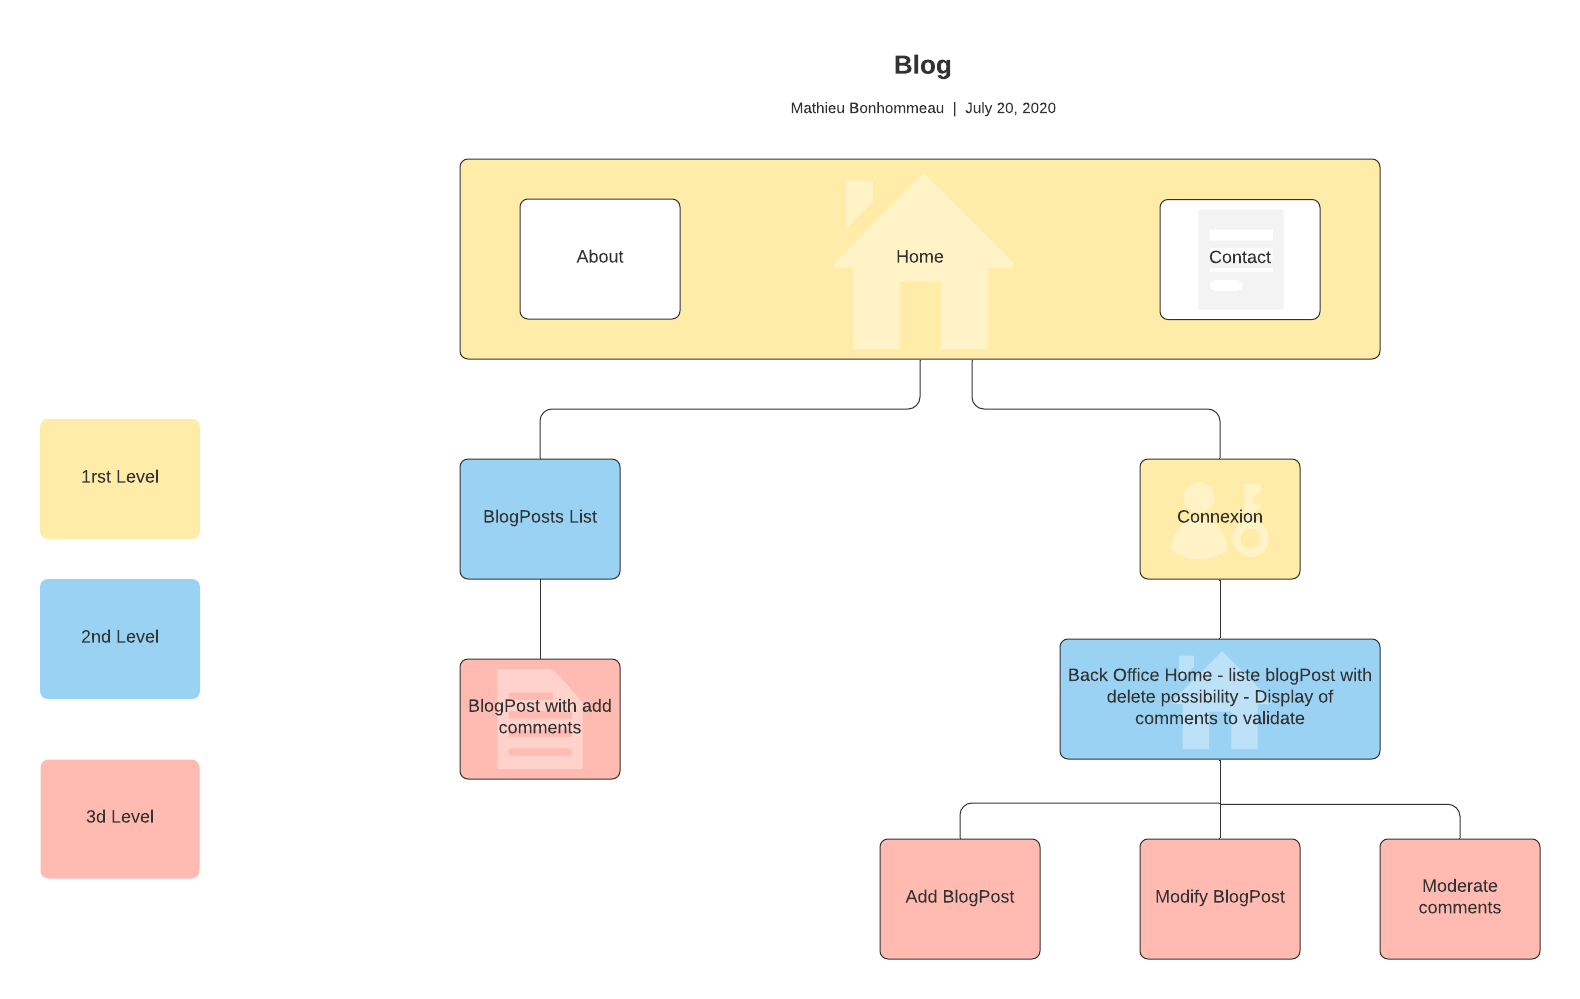 Blog
Mathieu Bonhommeau | July 20, 2020
About
Home
Contact
1rst Level
2nd Level
3d Level
BlogPosts List
Connexion
BlogPost with add
comments
Back Office Home - liste blogPost with
delete possibility - Display of
comments to validate
Add BlogPost
Modify BlogPost
Moderate
comments